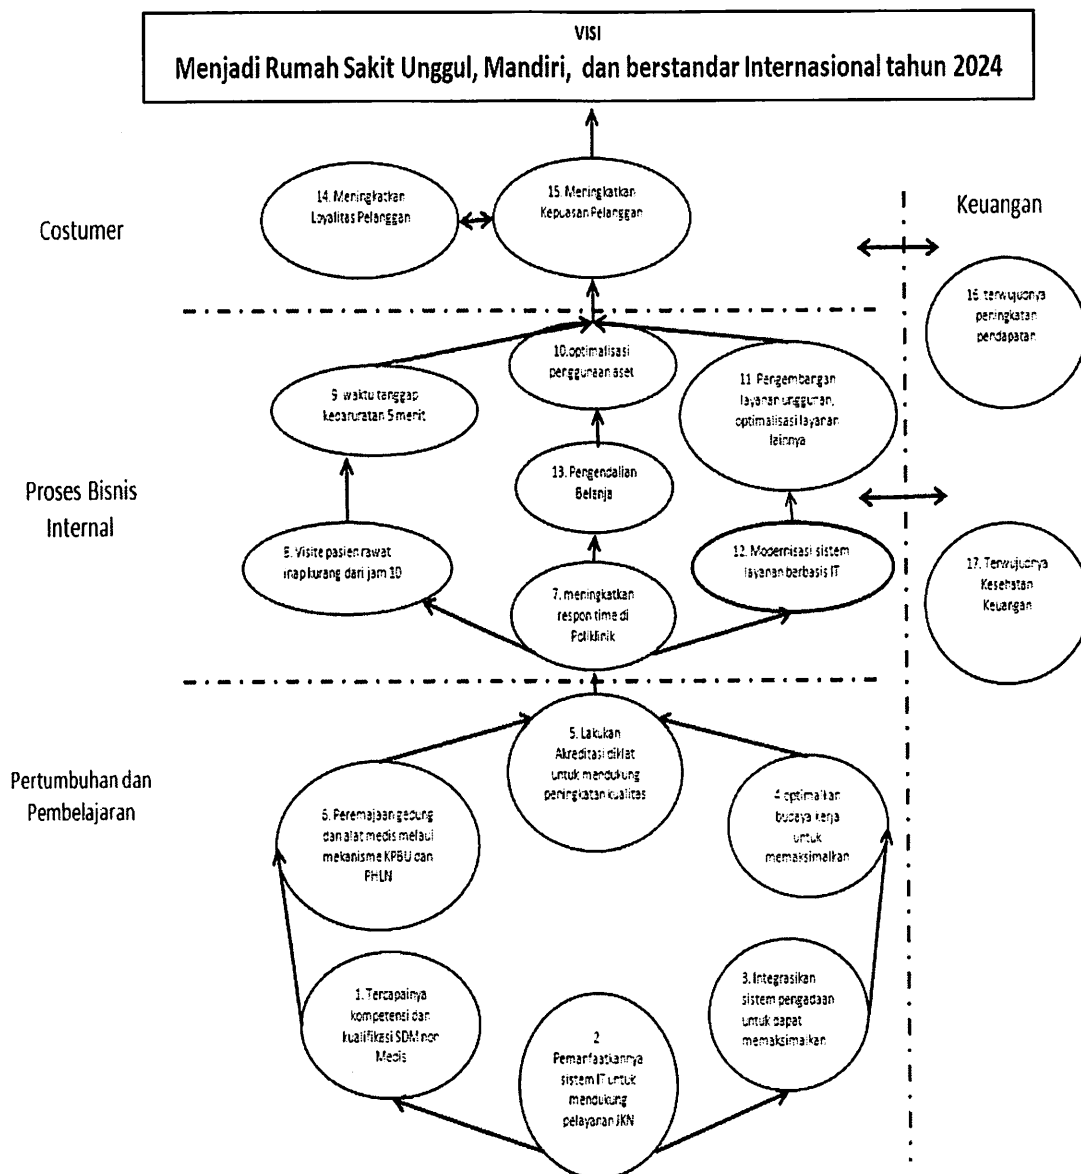 VISI
Menjadi Rumah Sakit Unggul, Mandiri, dan berstandar Internasional tahun 2024
Costumer
14. Meningkatkan
Loyalitas Pelanggan
15. Meningkatkan
Kepuasan Pelanggan
Keuangan
16. terwujudnya
peningkatan
pendapatan
Proses Bisnis
Internal
9. waktu tanggap
kedaruratan 5 menit
10.optimalisasi
penggunaan aset
11. Pengembangan
layanan unggunan,
optimalisasi layanan
lainnya
13. Pengendalian
Belanja
8. Visite pasien rawat
inap kurang dari jam 10
7. meningkatkan
respon time di
Poliklinik
12. Modernisasi sistem
layanan berbasis IT
17. Terwujudnya
Kesehatan
Keuangan
Pertumbuhan dan
Pembelajaran
6. Peremajaan gedung
dan alat medis melaui
mekanisme KPBU dan
PHLN
5. Lakukan
Akreditasi diklat
untuk mendukung
peningkatan kualitas
4 optimalkan
budaya kerja
untuk
memaksimalkan
1. Tercapainya
kompetensi dan
kualifikasi SDM non
Medis
2
Pemanfaatkannya
sistem IT untuk
mendukung
pelayanan JKN
3. Integrasikan
sistem pengadaan
untuk dapat
memaksimalkan